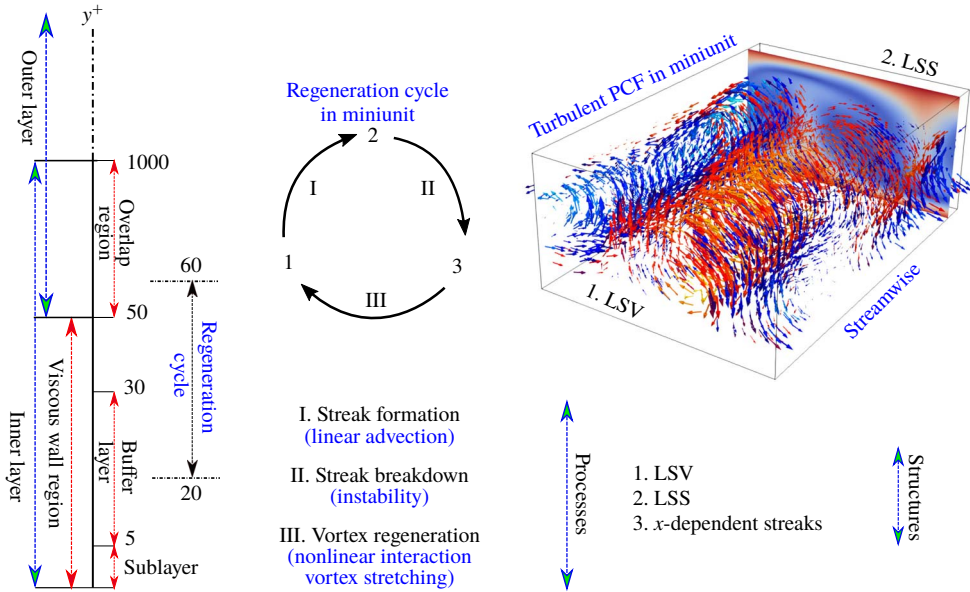 y+
Outer layer
1000
Overlap
region
60
50
Regeneration
cycle
Viscous wall region
Inner layer
30
Buffer
layer
20
5
Sublayer
Regeneration cycle
in miniunit
2
I
II
1
3
III
I. Streak formation
(linear advection)
II. Streak breakdown
(instability)
III. Vortex regeneration
(nonlinear interaction
vortex stretching)
Turbulent PCF in miniunit
2. LSS
1. LSV
Streamwise
Processes
1. LSV
2. LSS
3. x-dependent streaks
Structures